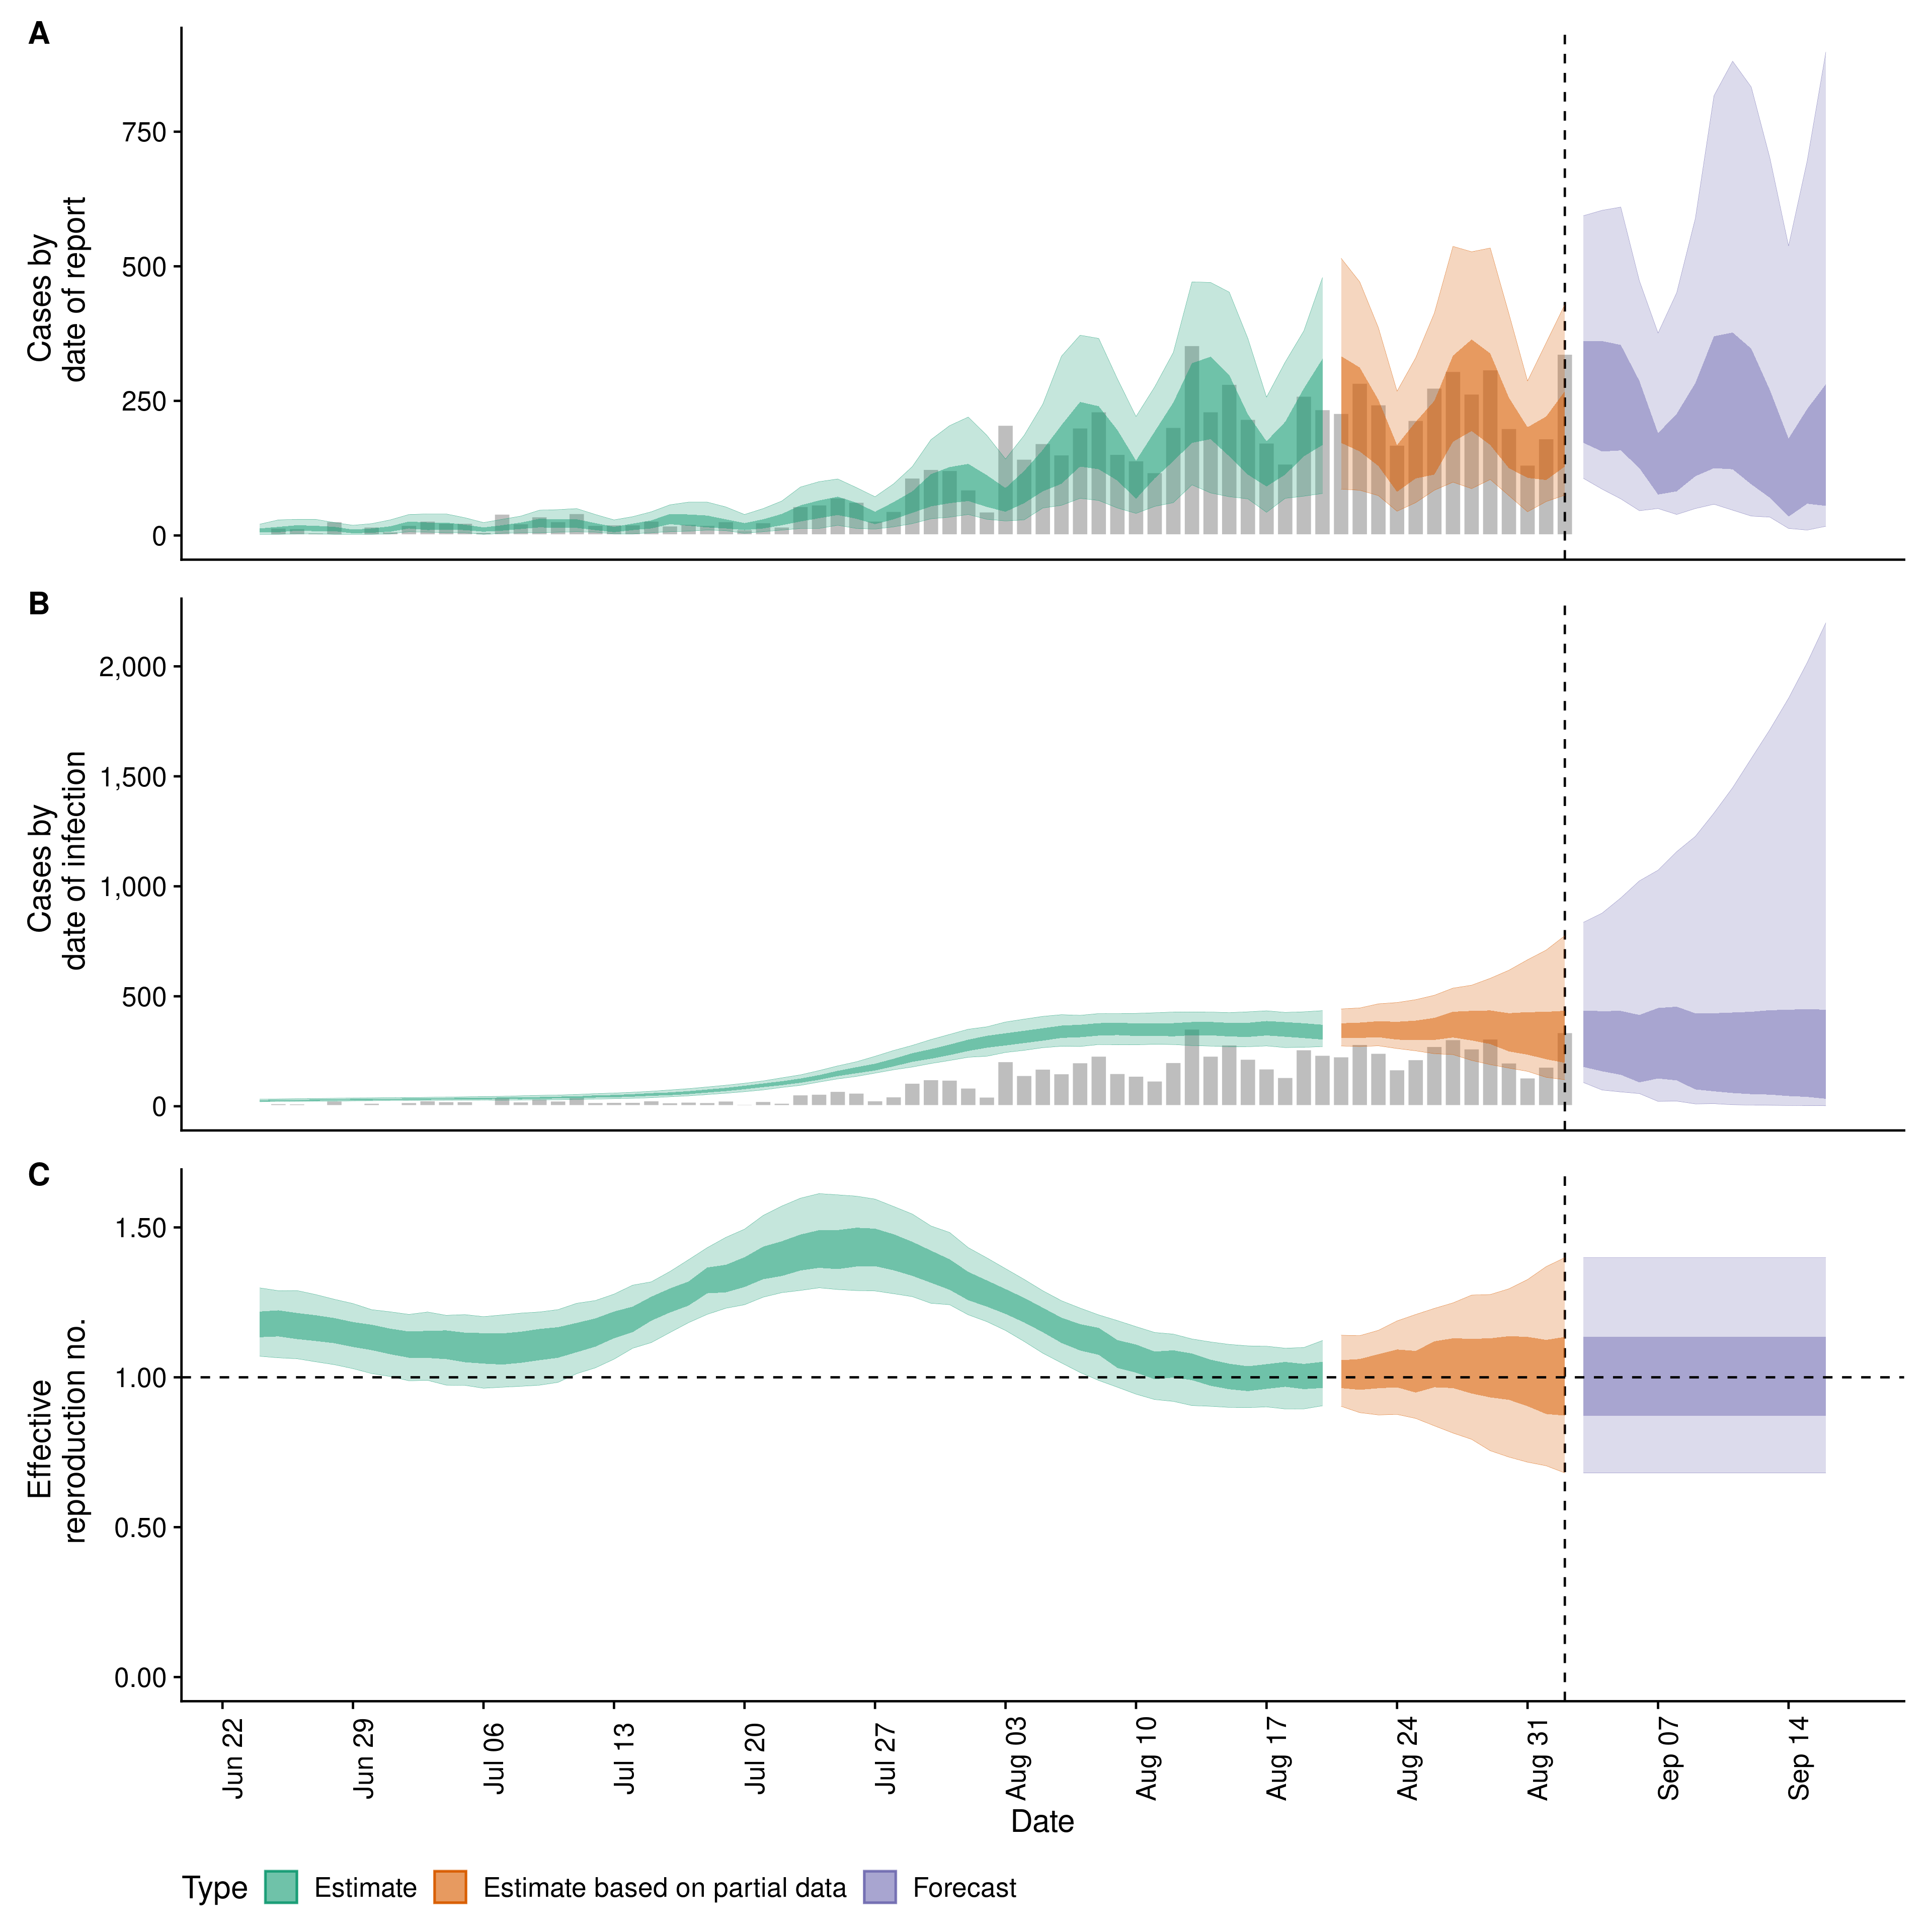 A
Cases by
date of report
750
500
250
0
B
Cases by
date of infection
2,000
1,500
1,000
500
0
C
Effective
reproduction no.
1.50
1.00
0.50
0.00
Jun 22
Jun 29
Jul 06
Jul 13
Jul 20
Jul 27
Aug 03
Aug 10
Aug 17
Aug 24
Aug 31
Sep 07
Sep 14
Date
Type Estimate Estimate based on partial data Forecast